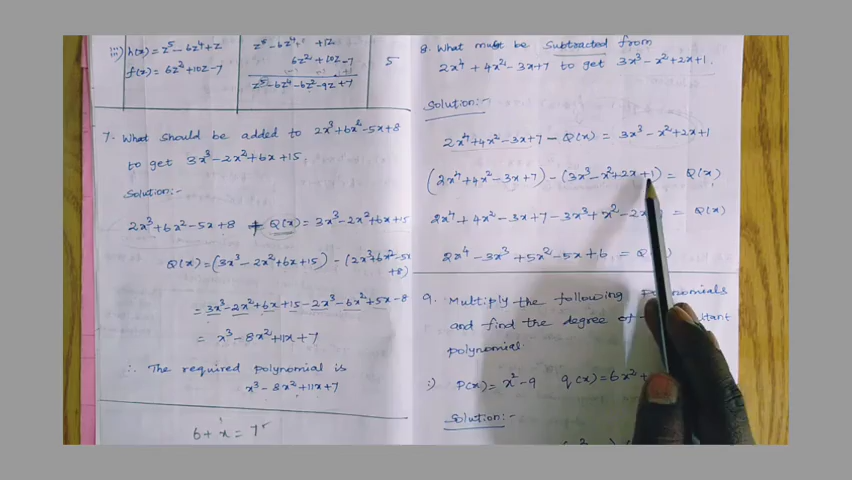 iii) h(x) = z⁵ - 6z⁴ + z
f(x) = 6z² + 10z - 7
z⁵ - 6z⁴ + z
6z² + 10z - 7
z⁵ - 6z⁴ - 6z² - 9z + 7
5
7. What should be added to 2x³ + 6x² - 5x + 8
to get 3x³ - 2x² + 6x + 15.
Solution:-
2x³ + 6x² - 5x + 8 + Q(x) = 3x³ - 2x² + 6x + 15
Q(x) = (3x³ - 2x² + 6x + 15) - (2x³ + 6x² - 5x
+ 8)
= 3x³ - 2x² + 6x + 15 - 2x³ - 6x² + 5x - 8
= x³ - 8x² + 11x + 7
∴ The required polynomial is
x³ - 8x² + 11x + 7
6 + x = 7
8. What must be subtracted from
2x⁴ + 4x² - 3x + 7 to get 3x³ - x² + 2x + 1.
Solution:-
2x⁴ + 4x² - 3x + 7 - Q(x) = 3x³ - x² + 2x + 1
(2x⁴ + 4x² - 3x + 7) - (3x³ - x² + 2x + 1) = Q(x)
2x⁴ + 4x² - 3x + 7 - 3x³ + x² - 2x = Q(x)
2x⁴ - 3x³ + 5x² - 5x + 6 = Q
9. Multiply the following Polynomials
and find the degree of
polynomial
i) P(x) = x² - 9 q(x) = 6x² +
Solution:-